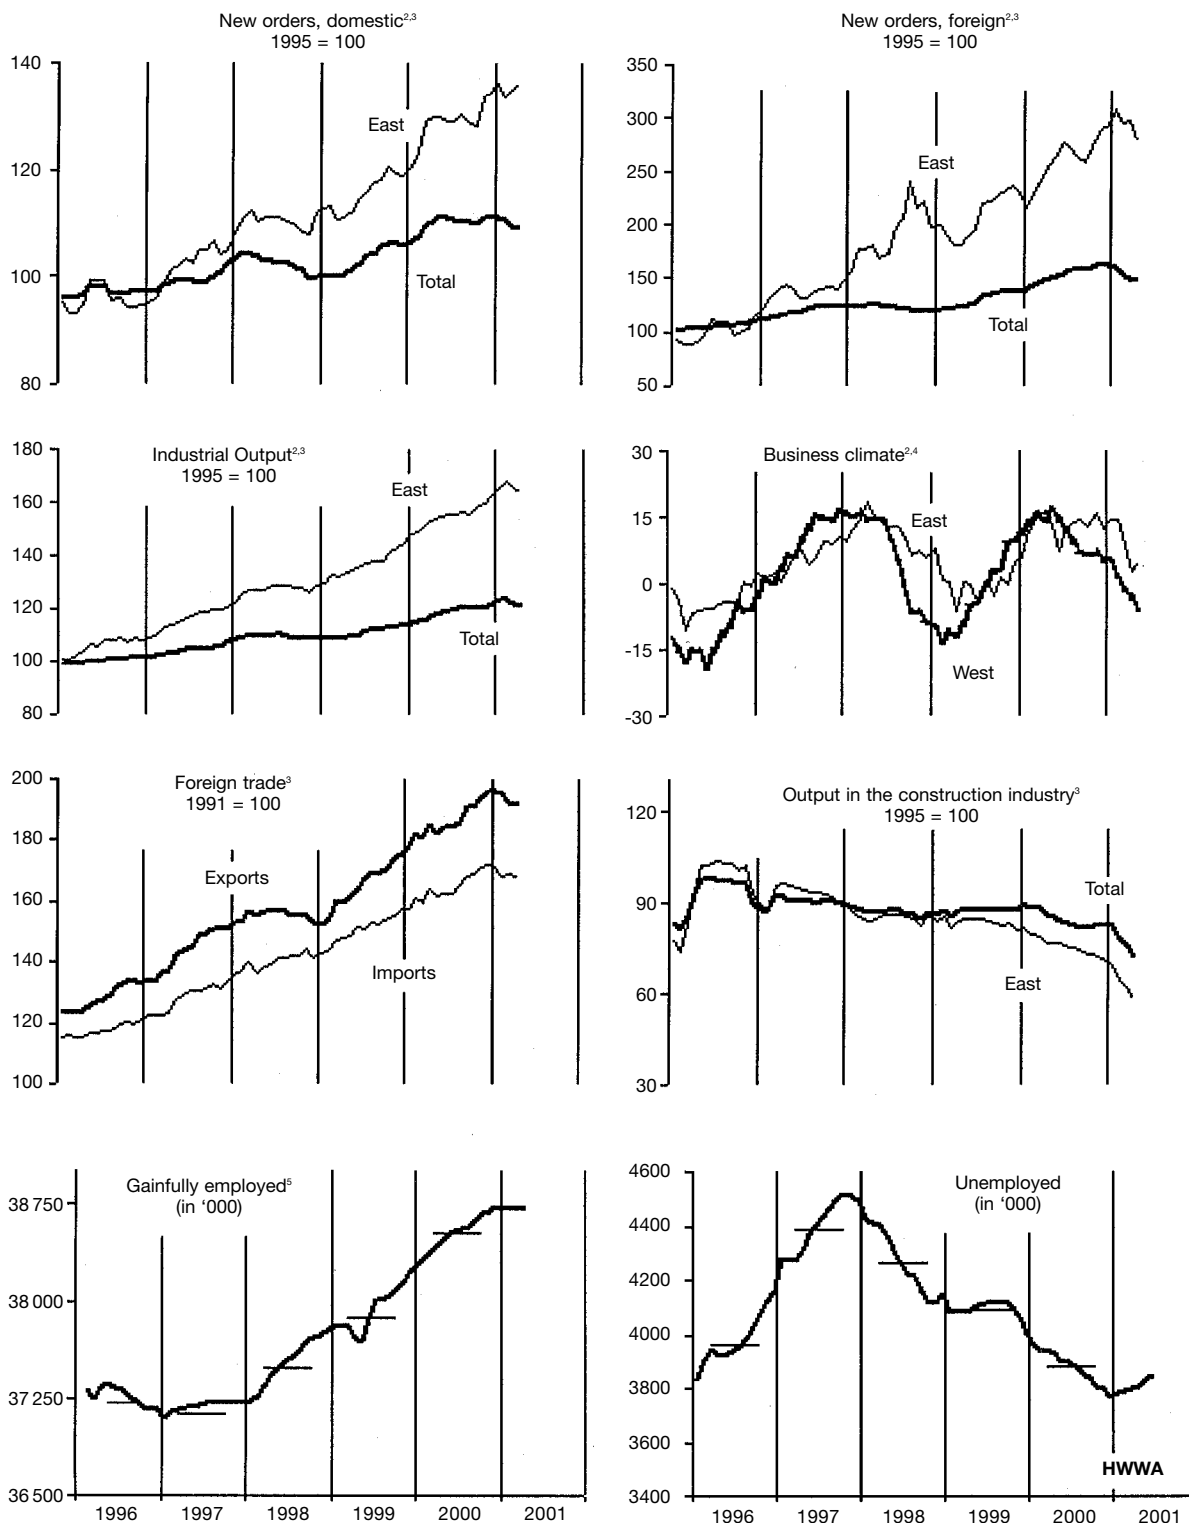 New orders, domestic2,3
1995 = 100
140
120
100
80
East
Total
New orders, foreign2,3
1995 = 100
350
300
250
200
150
100
50
East
Total
Industrial Output2,3
1995 = 100
180
160
140
120
100
80
East
Total
Business climate2,4
30
15
0
-15
-30
East
West
Foreign trade3
1991 = 100
200
180
160
140
120
100
Exports
Imports
Output in the construction industry3
1995 = 100
120
90
60
30
Total
East
Gainfully employed5
(in ‘000)
38 750
38 000
37 250
36 500
1996 1997 1998 1999 2000 2001
Unemployed
(in ‘000)
4600
4400
4200
4000
3800
3600
3400
HWWA
1996 1997 1998 1999 2000 2001